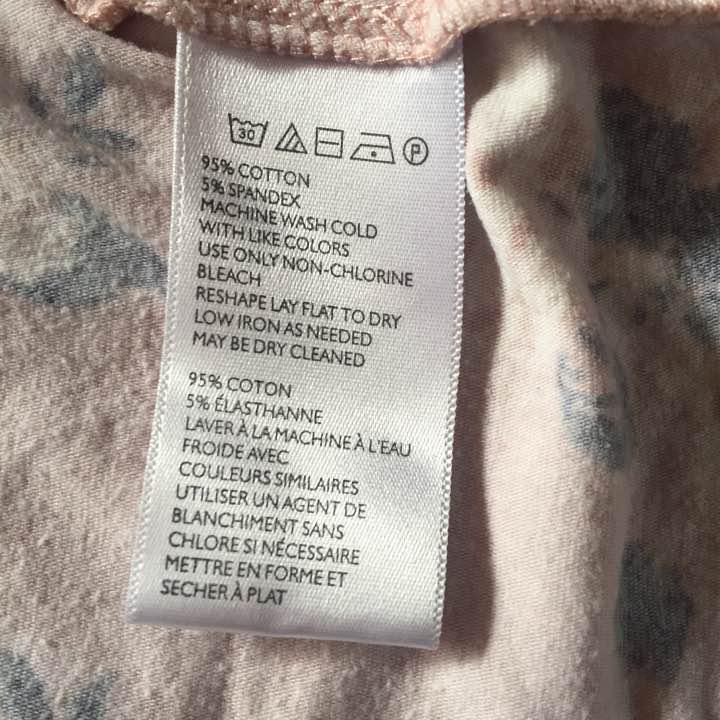 30 P
95% COTTON
5% SPANDEX
MACHINE WASH COLD
WITH LIKE COLORS
USE ONLY NON-CHLORINE
BLEACH
RESHAPE LAY FLAT TO DRY
LOW IRON AS NEEDED
MAY BE DRY CLEANED
95% COTON
5% ÉLASTHANNE
LAVER À LA MACHINE À L'EAU
FROIDE AVEC
COULEURS SIMILAIRES
UTILISER UN AGENT DE
BLANCHIMENT SANS
CHLORE SI NÉCESSAIRE
METTRE EN FORME ET
SECHER À PLAT